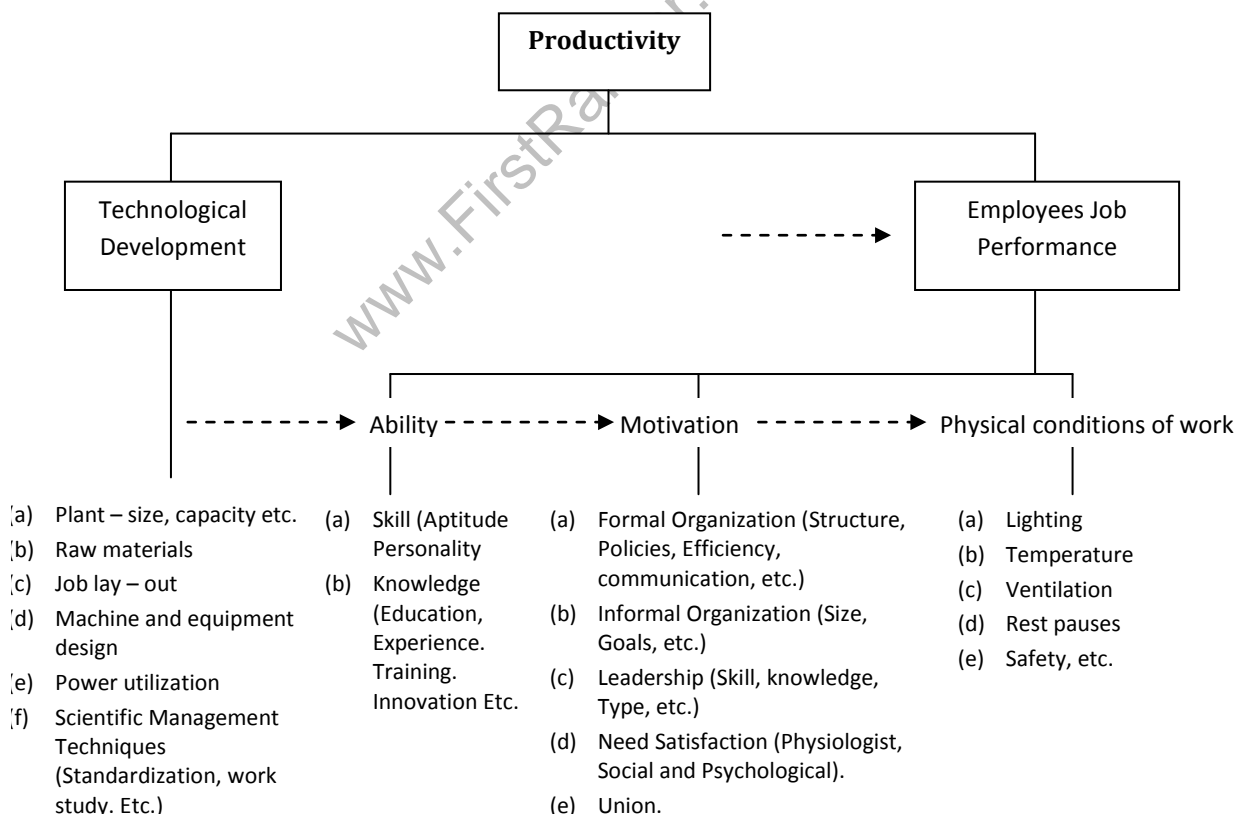 Productivity
www.FirstRa
Technological
Development
Employees Job
Performance
Ability
Motivation
Physical conditions of work
(a) Plant – size, capacity etc.
(b) Raw materials
(c) Job lay – out
(d) Machine and equipment
design
(e) Power utilization
(f) Scientific Management
Techniques
(Standardization, work
study. Etc.)
(a) Skill (Aptitude
Personality
(b) Knowledge
(Education,
Experience.
Training.
Innovation Etc.
(a) Formal Organization (Structure,
Policies, Efficiency,
communication, etc.)
(b) Informal Organization (Size,
Goals, etc.)
(c) Leadership (Skill, knowledge,
Type, etc.)
(d) Need Satisfaction (Physiologist,
Social and Psychological).
(e) Union.
(a) Lighting
(b) Temperature
(c) Ventilation
(d) Rest pauses
(e) Safety, etc.